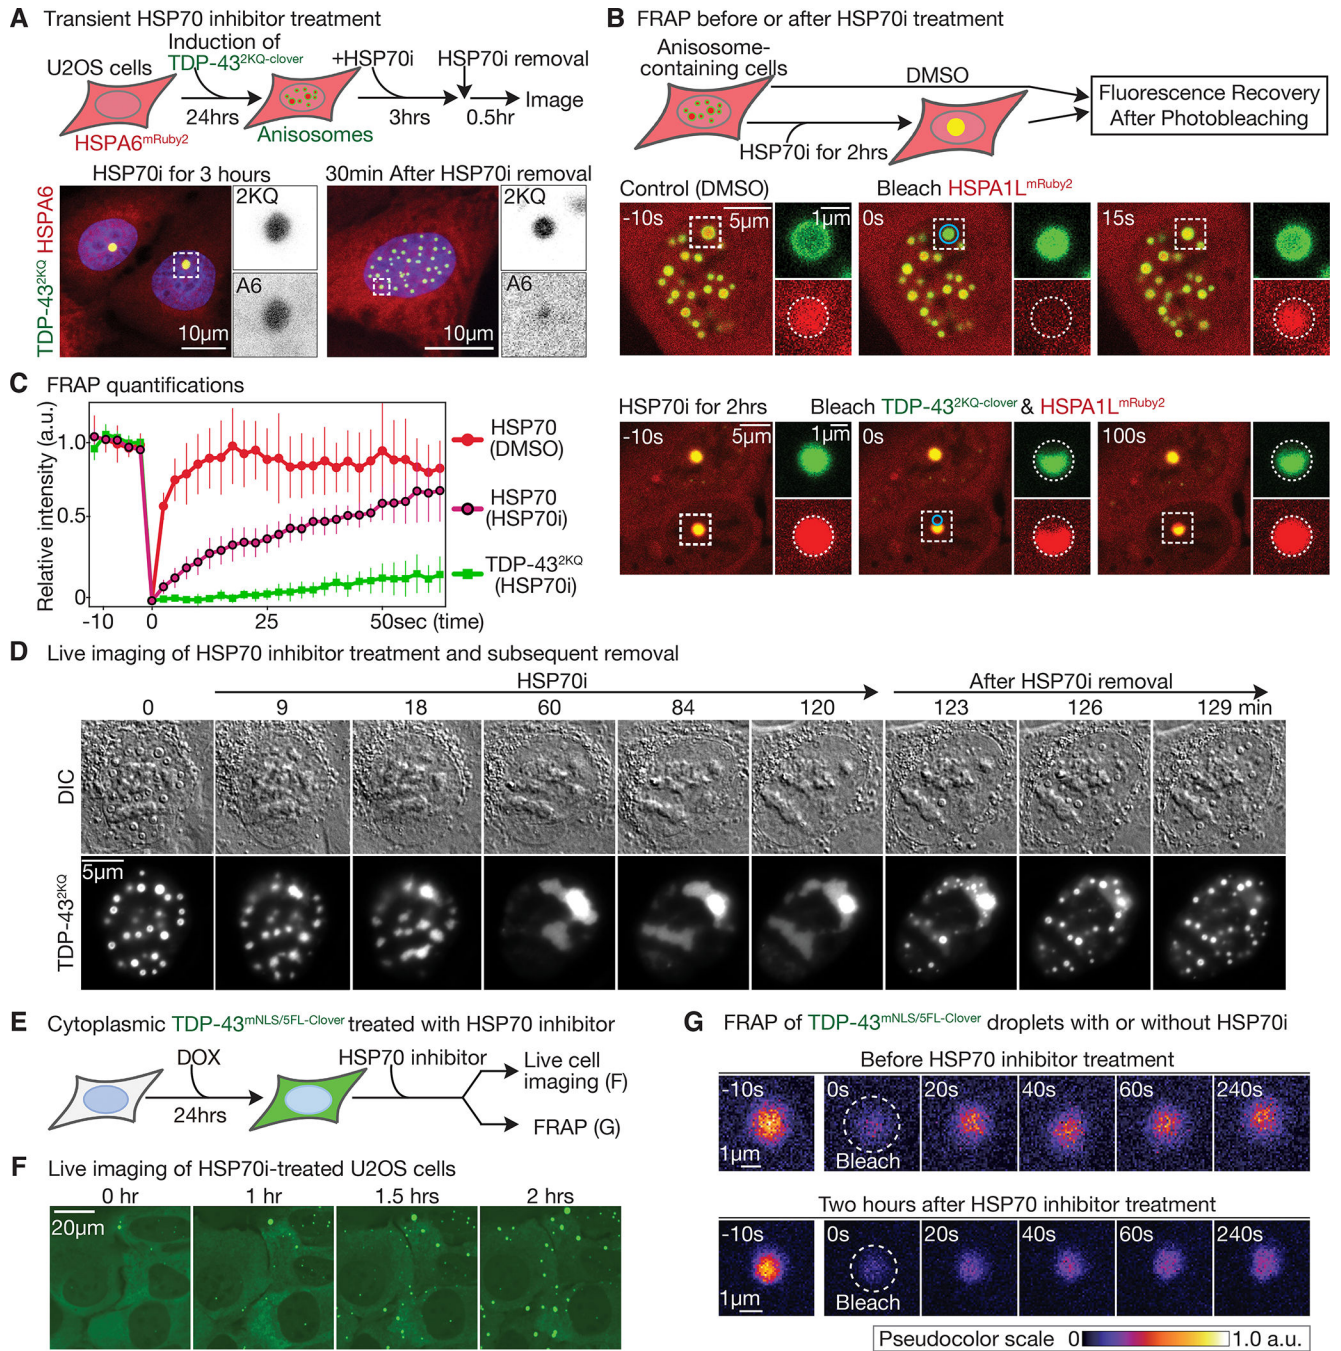 A Transient HSP70 inhibitor treatment
Induction of
TDP-43 2KQ-clover
+HSP70i
HSP70i removal
U2OS cells
24hrs
3hrs
0.5hr
Image
HSPA6 mRuby2
Anisosomes
HSP70i for 3 hours
30min After HSP70i removal
TDP-43 2KQ HSPA6
2KQ
A6
10µm
2KQ
A6
10µm
B FRAP before or after HSP70i treatment
Anisosome-
containing cells
DMSO
HSP70i for 2hrs
Fluorescence Recovery
After Photobleaching
Control (DMSO)
Bleach HSPA1L mRuby2
-10s
5µm
1µm
0s
15s
HSP70i for 2hrs
Bleach TDP-43 2KQ-clover & HSPA1L mRuby2
-10s
5µm
1µm
0s
100s
C FRAP quantifications
Relative intensity (a.u.)
1.0
0.5
0
-10
0
25
50sec (time)
HSP70
(DMSO)
HSP70
(HSP70i)
TDP-43 2KQ
(HSP70i)
D Live imaging of HSP70 inhibitor treatment and subsequent removal
HSP70i
After HSP70i removal
0 9 18 60 84 120 123 126 129 min
DIC
TDP-43 2KQ
5µm
E Cytoplasmic TDP-43 mNLS/5FL-Clover treated with HSP70 inhibitor
DOX
24hrs
HSP70 inhibitor
Live cell
imaging (F)
FRAP (G)
F Live imaging of HSP70i-treated U2OS cells
0 hr 1 hr 1.5 hrs 2 hrs
20µm
G FRAP of TDP-43 mNLS/5FL-Clover droplets with or without HSP70i
Before HSP70 inhibitor treatment
-10s 0s 20s 40s 60s 240s
1µm
Bleach
Two hours after HSP70 inhibitor treatment
-10s 0s 20s 40s 60s 240s
1µm
Bleach
Pseudocolor scale 0 1.0 a.u.